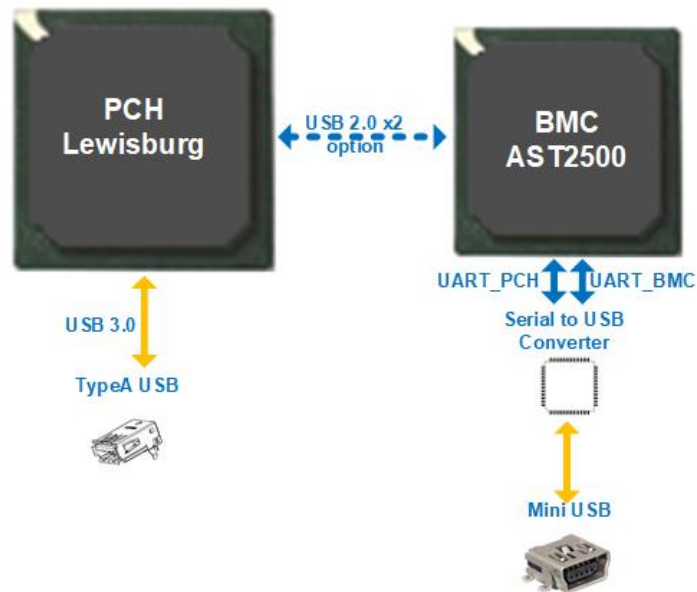 PCH
Lewisburg
USB 2.0 x2
option
BMC
AST2500
UART_PCH
UART_BMC
USB 3.0
Serial to USB
Converter
TypeA USB
Mini USB